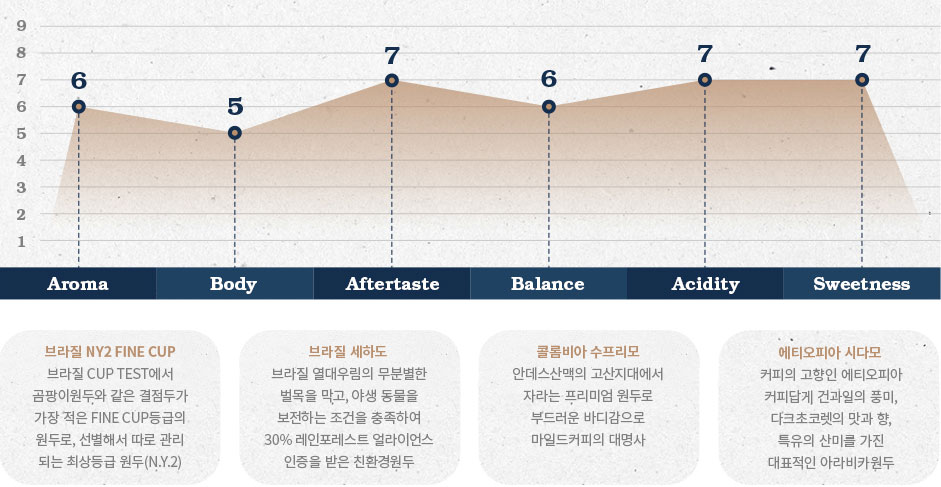 9
8
7
6
5
4
3
2
1
6
5
7
6
7
7
Aroma
Body
Aftertaste
Balance
Acidity
Sweetness
브라질 NY2 FINE CUP
브라질 CUP TEST에서
곰팡이원두와 같은 결점두가
가장 적은 FINE CUP등급의
원두로, 선별해서 따로 관리
되는 최상등급 원두(N.Y.2)
브라질 세하도
브라질 열대우림의 무분별한
벌목을 막고, 야생 동물을
보전하는 조건을 충족하여
30% 레인포레스트 얼라이언스
인증을 받은 친환경원두
콜롬비아 수프리모
안데스산맥의 고산지대에서
자라는 프리미엄 원두로
부드러운 바디감으로
마일드커피의 대명사
에티오피아 시다모
커피의 고향인 에티오피아
커피답게 건과일의 풍미,
다크초코렛의 맛과 향,
특유의 산미를 가진
대표적인 아라비카원두